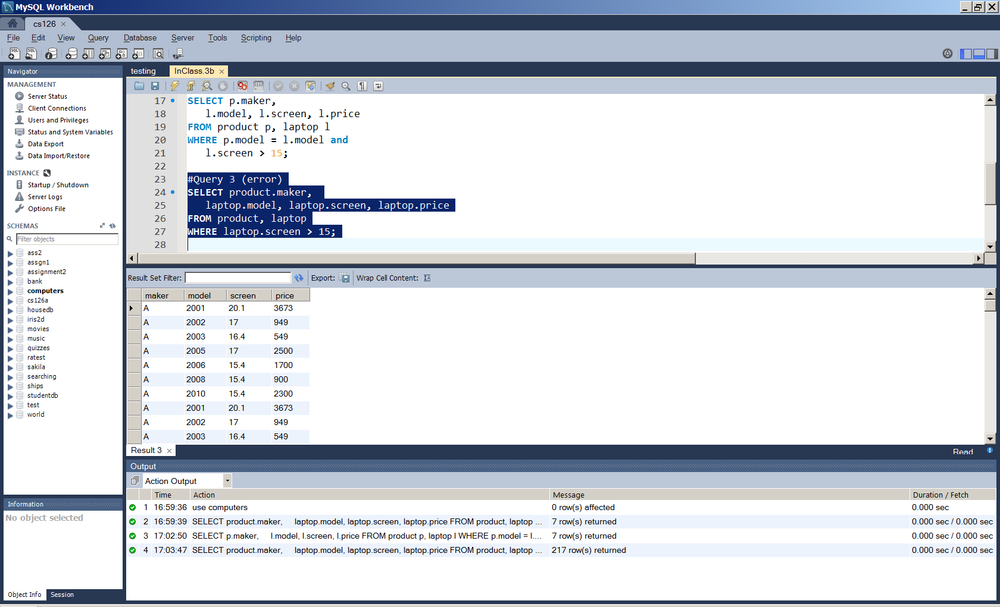 MySQL Workbench
cs126
File Edit View Query Database Server Tools Scripting Help
Navigator
MANAGEMENT
Server Status
Client Connections
Users and Privileges
Status and System Variables
Data Export
Data Import/Restore
INSTANCE
Startup / Shutdown
Server Logs
Options File
SCHEMAS
Filter objects
ass2
assgn1
assignment2
bank
computers
cs126a
housedb
iris2d
movies
music
quizzes
ratest
sakila
searching
ships
studentdb
test
world
Information
No object selected
Object Info Session
testing InClass.3b
17 SELECT p.maker,
18 l.model, l.screen, l.price
19 FROM product p, laptop l
20 WHERE p.model = l.model and
21 l.screen > 15;
22
23 #Query 3 (error)
24 SELECT product.maker,
25 laptop.model, laptop.screen, laptop.price
26 FROM product, laptop
27 WHERE laptop.screen > 15;
28
Result Set Filter: Export: Wrap Cell Content:
maker model screen price
A 2001 20.1 3673
A 2002 17 949
A 2003 16.4 549
A 2005 17 2500
A 2006 15.4 1700
A 2008 15.4 900
A 2010 15.4 2300
A 2001 20.1 3673
A 2002 17 949
A 2003 16.4 549
Result 3 Read
Output
Action Output
Time Action Message Duration / Fetch
1 16:59:36 use computers 0 row(s) affected 0.000 sec
2 16:59:39 SELECT product.maker, laptop.model, laptop.screen, laptop.price FROM product, laptop ... 7 row(s) returned 0.000 sec / 0.000 sec
3 17:02:50 SELECT p.maker, l.model, l.screen, l.price FROM product p, laptop l WHERE p.model = l.... 7 row(s) returned 0.000 sec / 0.000 sec
4 17:03:47 SELECT product.maker, laptop.model, laptop.screen, laptop.price FROM product, laptop ... 217 row(s) returned 0.000 sec / 0.000 sec